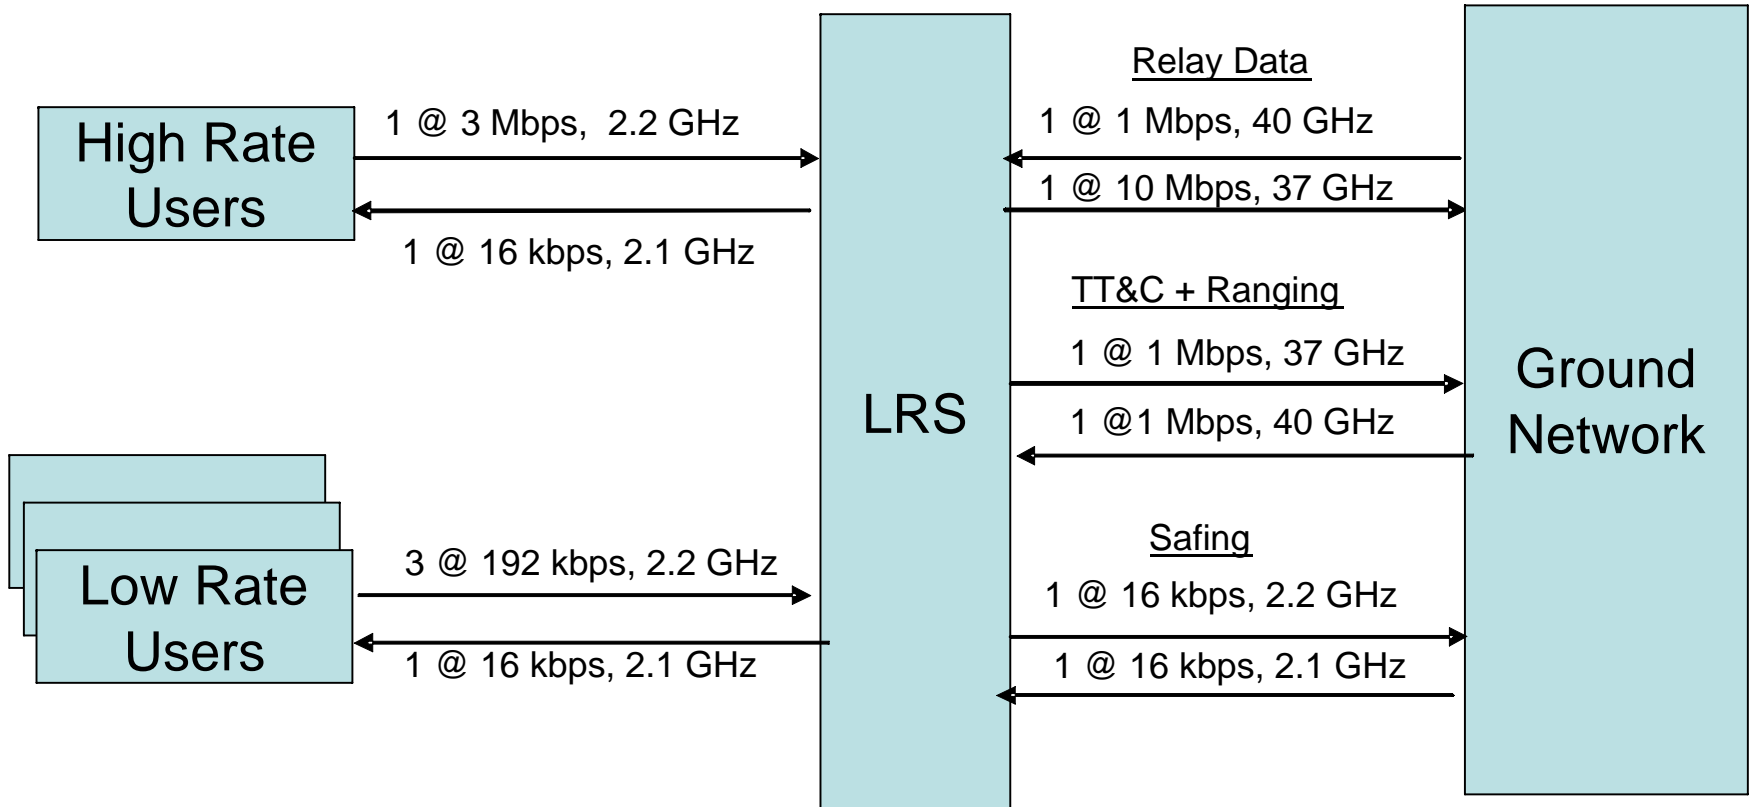 High Rate
Users
1 @ 3 Mbps, 2.2 GHz
1 @ 16 kbps, 2.1 GHz
Low Rate
Users
3 @ 192 kbps, 2.2 GHz
1 @ 16 kbps, 2.1 GHz
LRS
Relay Data
1 @ 1 Mbps, 40 GHz
1 @ 10 Mbps, 37 GHz
TT&C + Ranging
1 @ 1 Mbps, 37 GHz
1 @1 Mbps, 40 GHz
Safing
1 @ 16 kbps, 2.2 GHz
1 @ 16 kbps, 2.1 GHz
Ground
Network